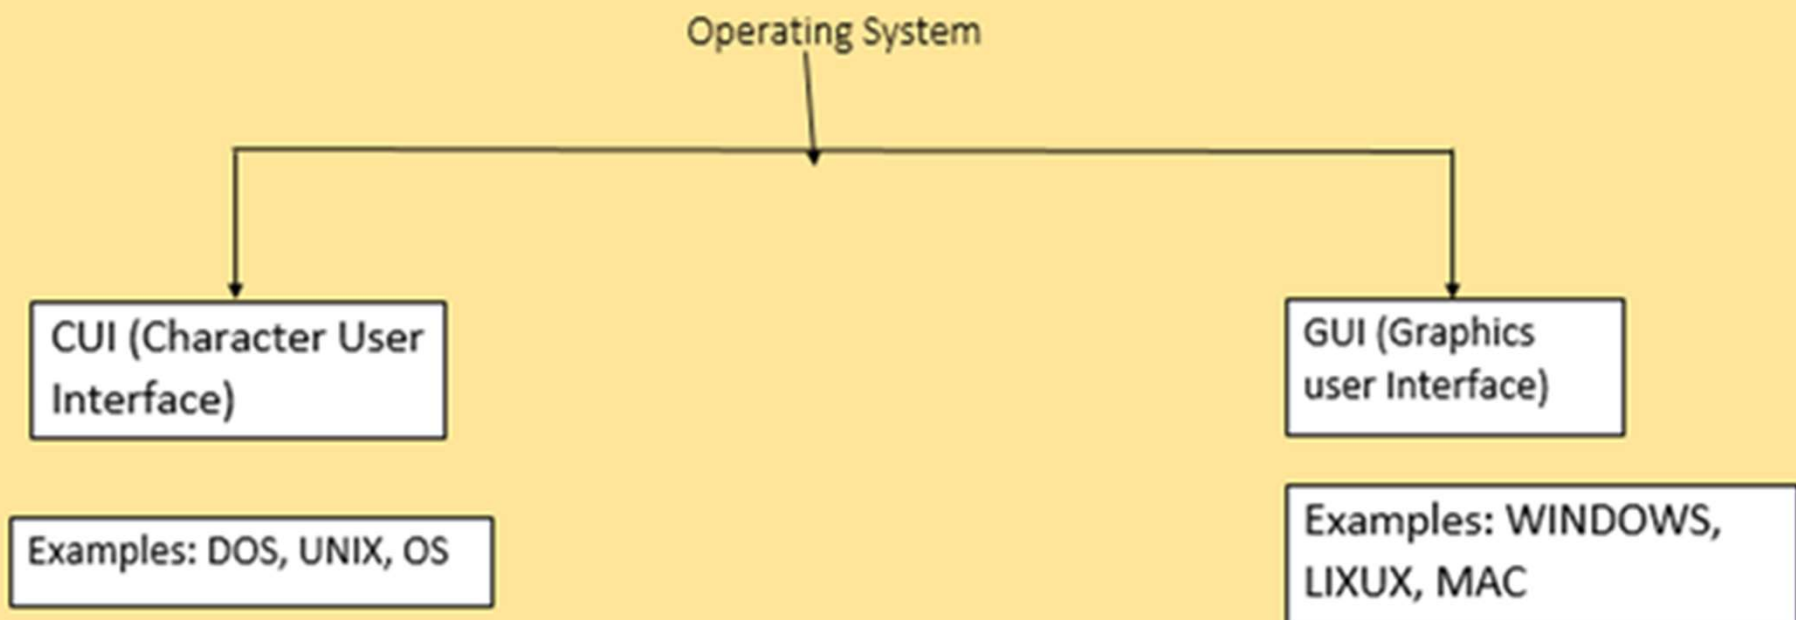 Operating System
CUI (Character User
Interface)
GUI (Graphics
user Interface)
Examples: DOS, UNIX, OS
Examples: WINDOWS,
LIXUX, MAC